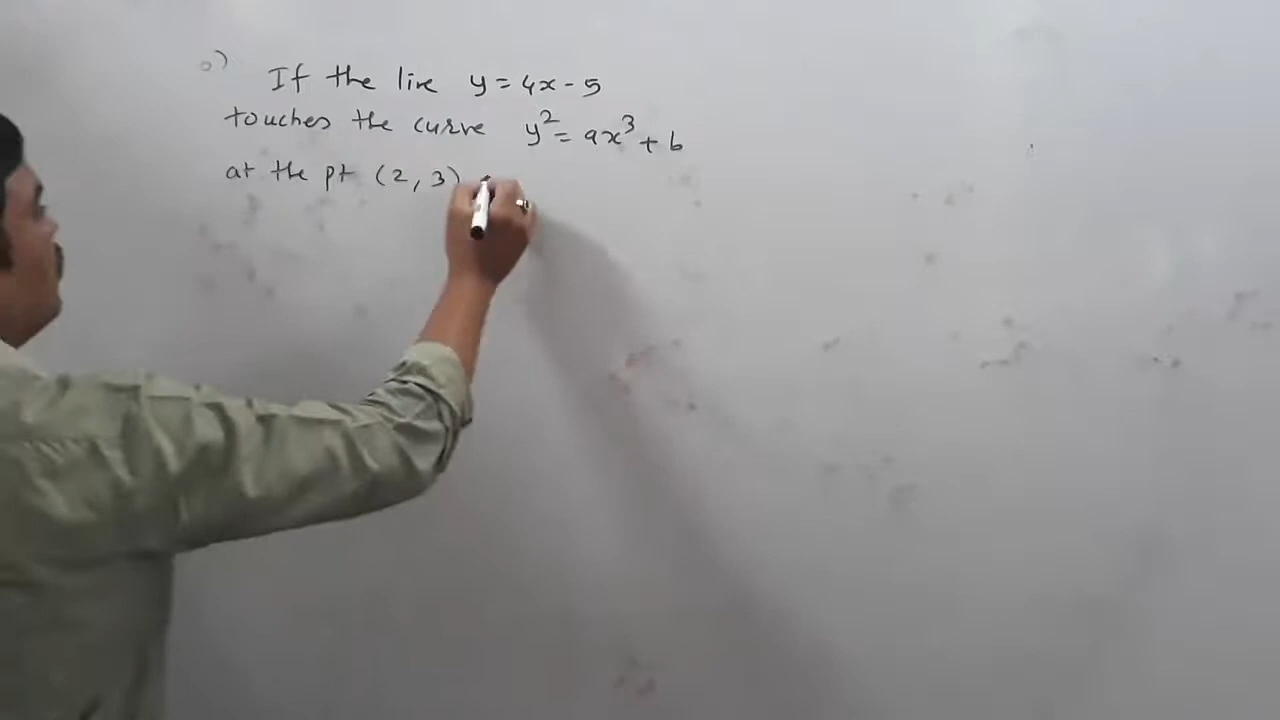 o) If the line y = 4x - 5
touches the curve y² = ax³ + b
at the pt (2, 3)